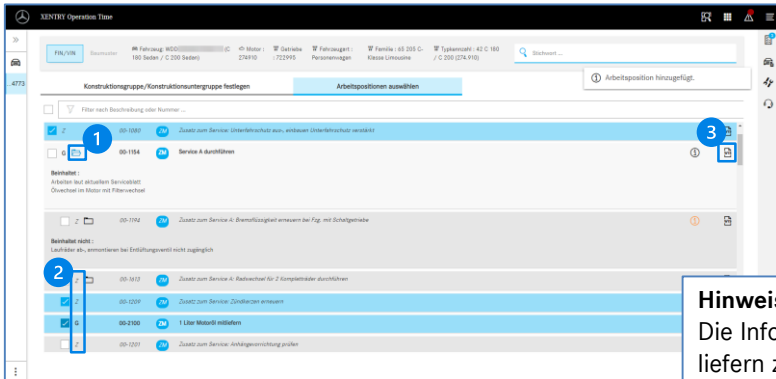 XENTRY Operation Time
FIN/VIN Baumuster Fahrzeug: WDD (C 180 Sedan / C 200 Sedan) Motor : 274910 Getriebe :722995 Fahrzeugart : Personenwagen Familie : 63 203 C-Klasse Limousine Typkennzahl : 42 C 180 / C 200 (274.910) Stichwort ...
Arbeitsposition hinzugefügt.
.4773
Konstruktionsgruppe/Konstruktionsuntergruppe festlegen Arbeitspositionen auswählen
Filter nach Beschreibung oder Nummer ...
Z 00-1080 ZM Zusatz zum Service: Unterfahrschutz aus-, einbauen Unterfahrschutz verstärkt
1
3
G 00-1154 ZM Service A durchführen
Beinhaltet :
Arbeiten laut aktuellem Serviceblatt
Ölwechsel im Motor mit Filterwechsel
Z 00-1194 ZM Zusatz zum Service A: Bremsflüssigkeit erneuern bei Fzg. mit Schaltgetriebe
Beinhaltet nicht :
Laufräder ab-, anmontieren bei Entlüftungsventil nicht zugänglich
2
Z 00-1613 ZM Zusatz zum Service A: Radwechsel für 2 Kompletträder durchführen
Z 00-1209 ZM Zusatz zum Service: Zündkerzen erneuern
G 00-2100 ZM 1 Liter Motoröl mitliefern
Z 00-1201 ZM Zusatz zum Service: Anhängevorrichtung prüfen
Hinweis
Die Info
liefern z